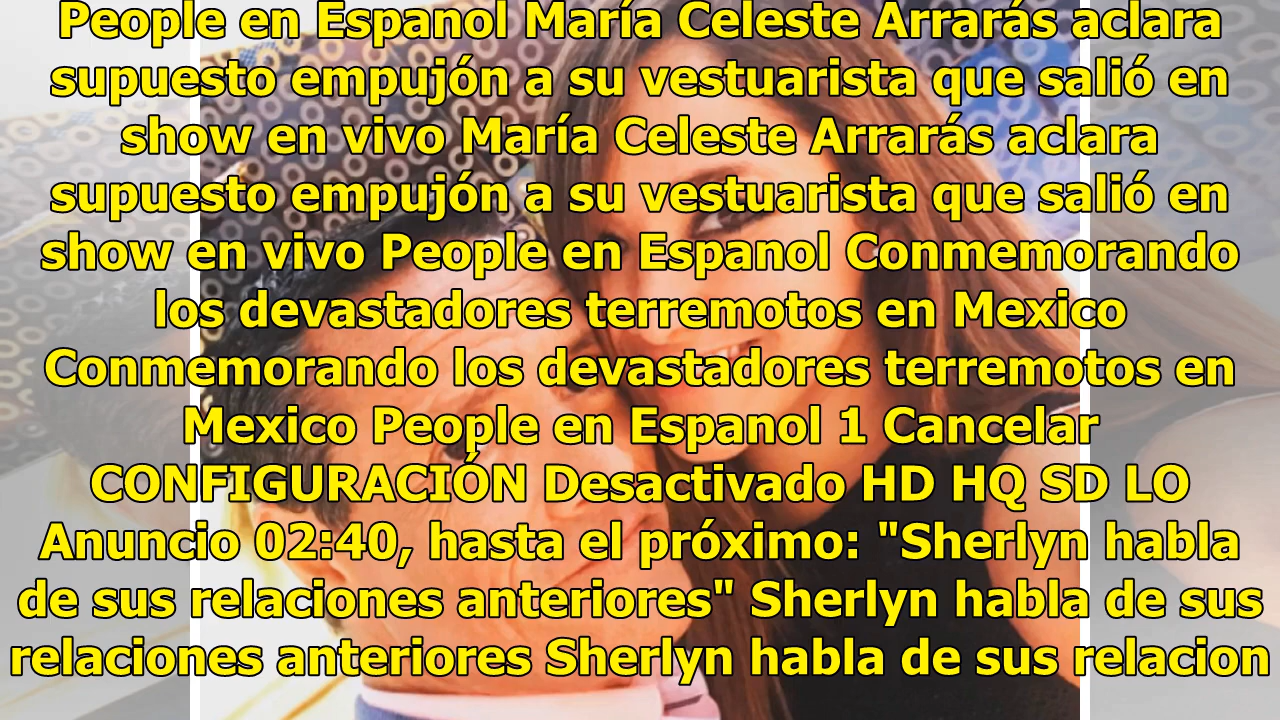 People en Espanol María Celeste Arrarás aclara
supuesto empujón a su vestuarista que salió en
show en vivo María Celeste Arrarás aclara
supuesto empujón a su vestuarista que salió en
show en vivo People en Espanol Conmemorando
los devastadores terremotos en Mexico
Conmemorando los devastadores terremotos en
Mexico People en Espanol 1 Cancelar
CONFIGURACIÓN Desactivado HD HQ SD LO
Anuncio 02:40, hasta el próximo: "Sherlyn habla
de sus relaciones anteriores" Sherlyn habla de sus
relaciones anteriores Sherlyn habla de sus relacion